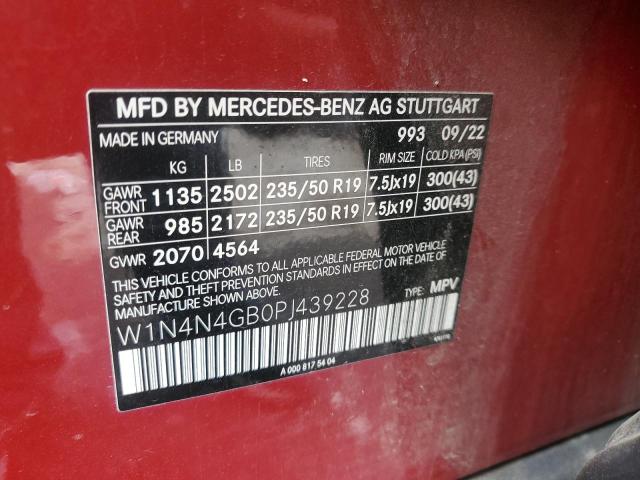 MFD BY MERCEDES-BENZ AG STUTTGART
MADE IN GERMANY 993 09/22
KG LB TIRES RIM SIZE COLD KPA (PSI)
GAWR FRONT 1135 2502 235/50 R19 7.5Jx19 300(43)
GAWR REAR 985 2172 235/50 R19 7.5Jx19 300(43)
GVWR 2070 4564
THIS VEHICLE CONFORMS TO ALL APPLICABLE FEDERAL MOTOR VEHICLE
SAFETY AND THEFT PREVENTION STANDARDS IN EFFECT ON THE DATE OF
MANUFACTURE SHOWN ABOVE.
W1N4N4GB0PJ439228 TYPE: MPV
A 000 817 54 04